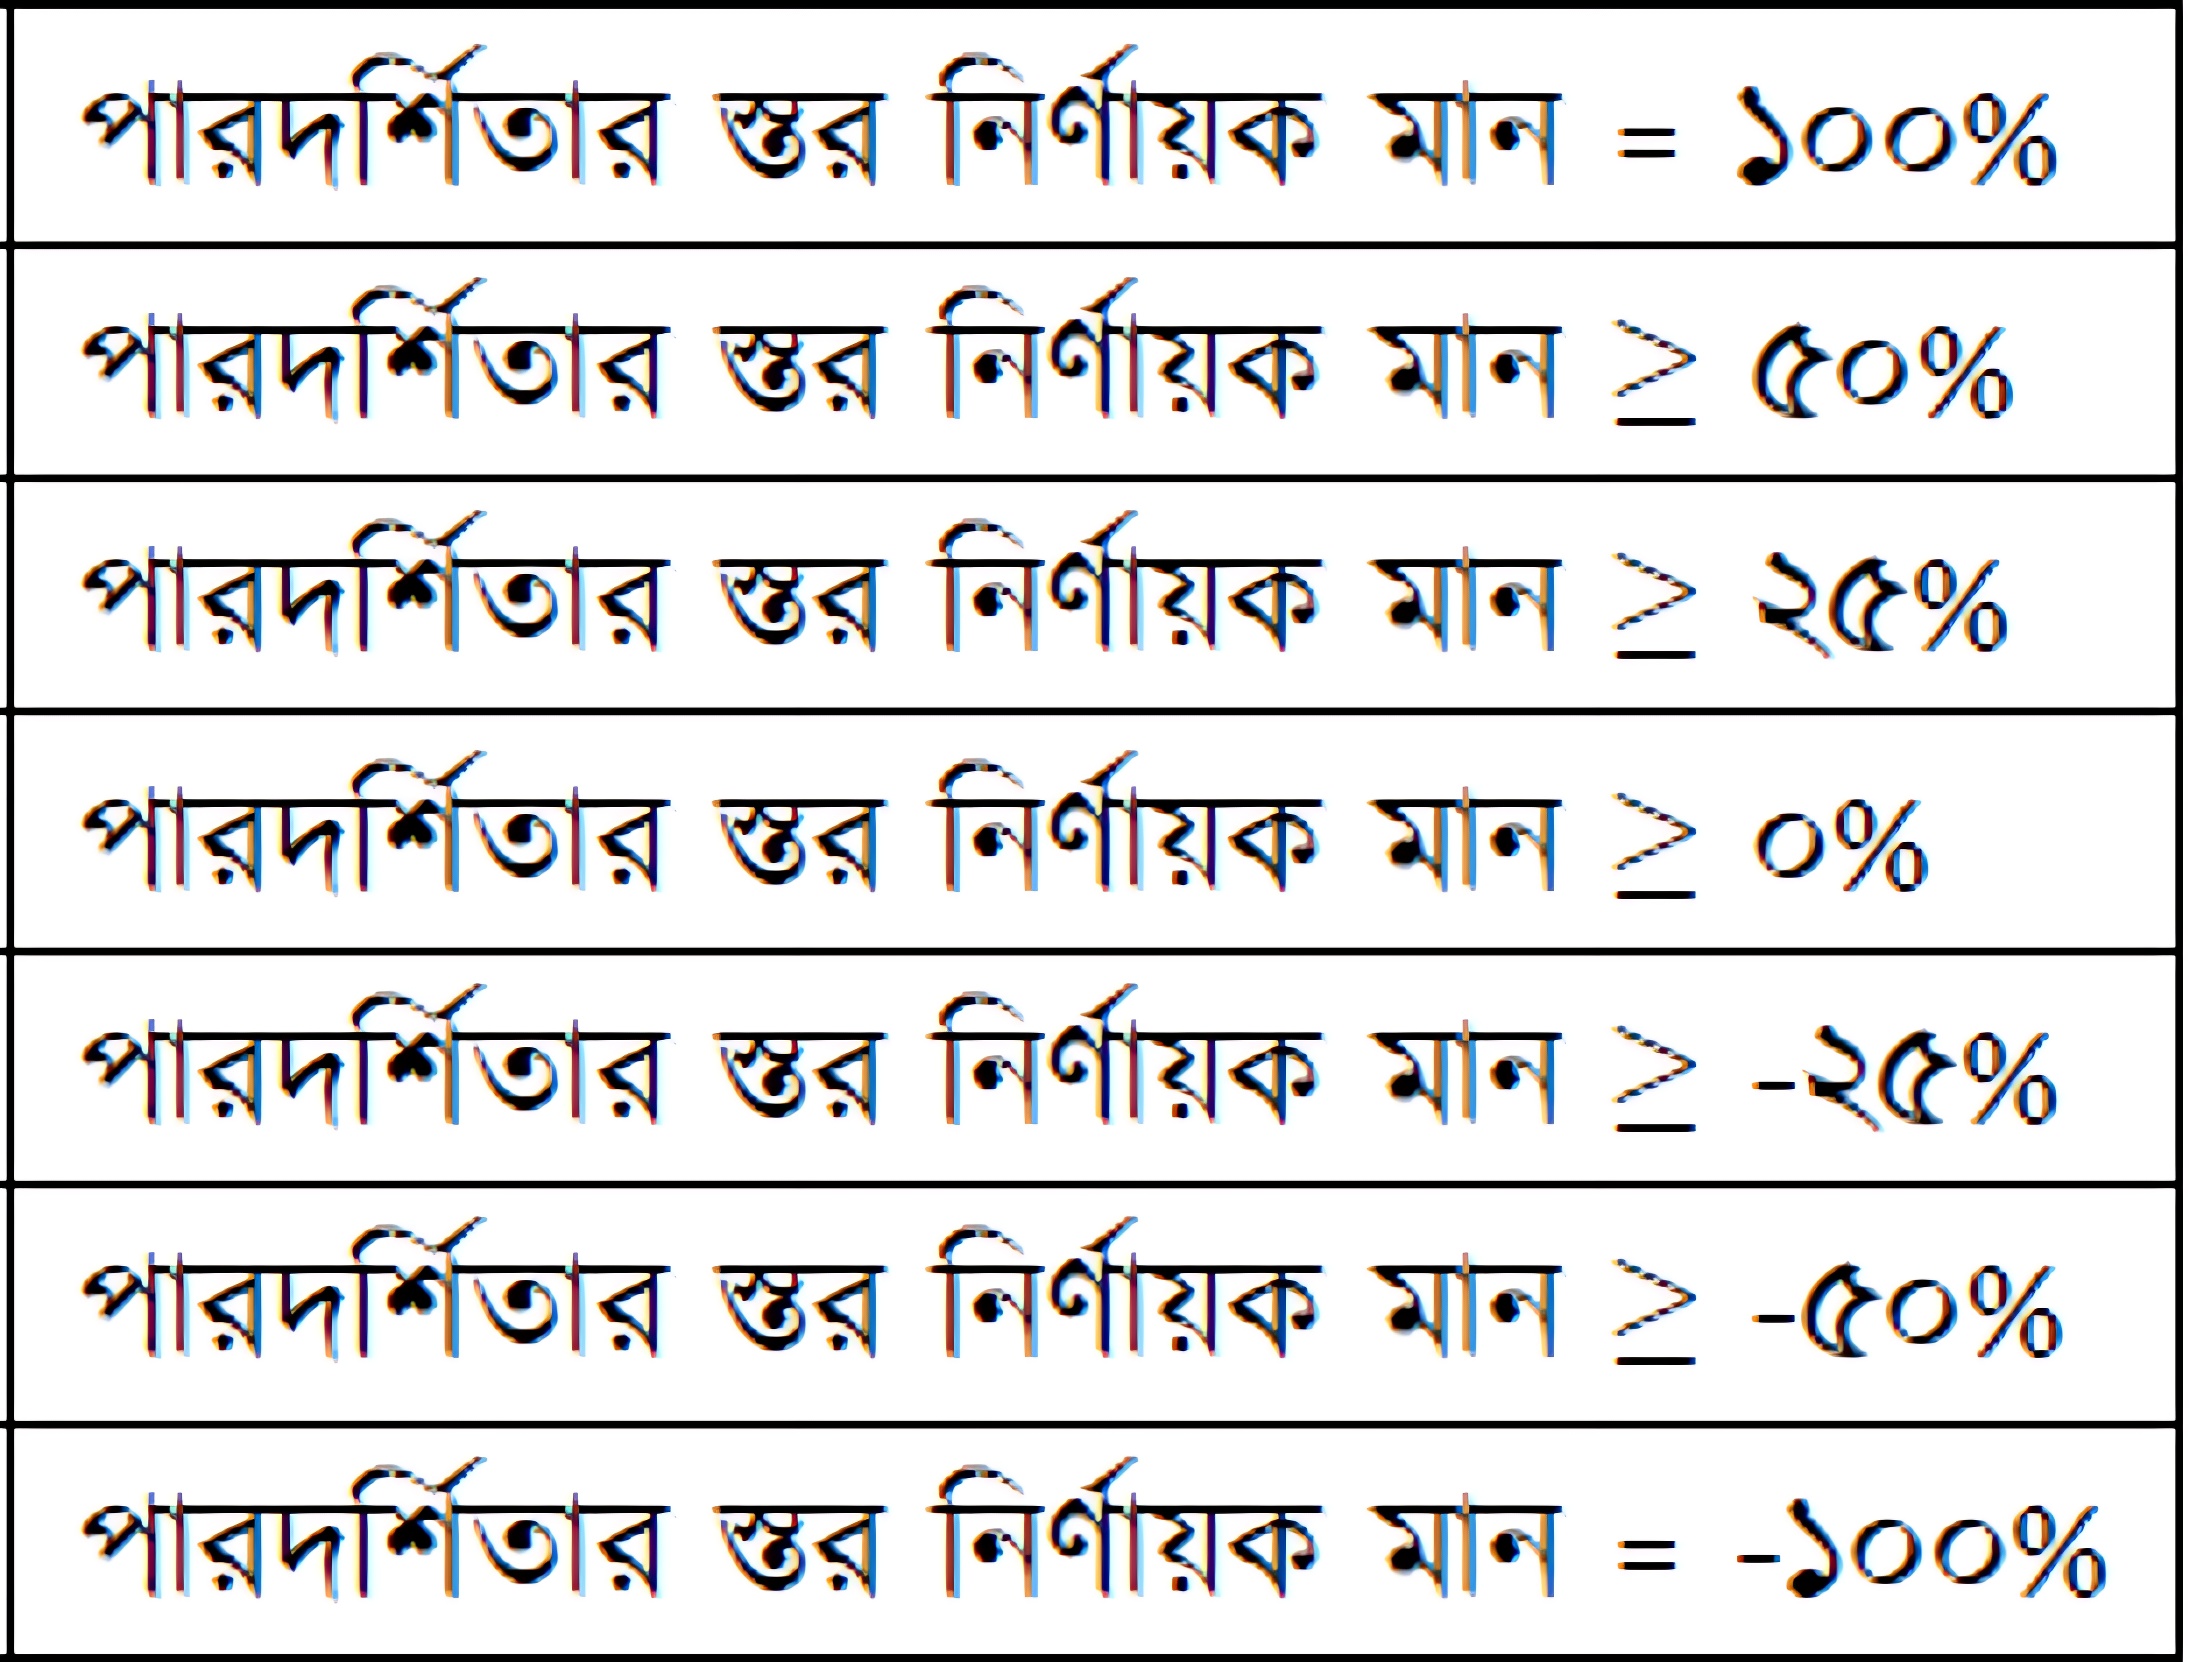 পারদর্শিতার স্তর নির্ণায়ক মান = ১০০%
পারদর্শিতার স্তর নির্ণায়ক মান ≥ ৫০%
পারদর্শিতার স্তর নির্ণায়ক মান ≥ ২৫%
পারদর্শিতার স্তর নির্ণায়ক মান ≥ ০%
পারদর্শিতার স্তর নির্ণায়ক মান ≥ -২৫%
পারদর্শিতার স্তর নির্ণায়ক মান ≥ -৫০%
পারদর্শিতার স্তর নির্ণায়ক মান = -১০০%